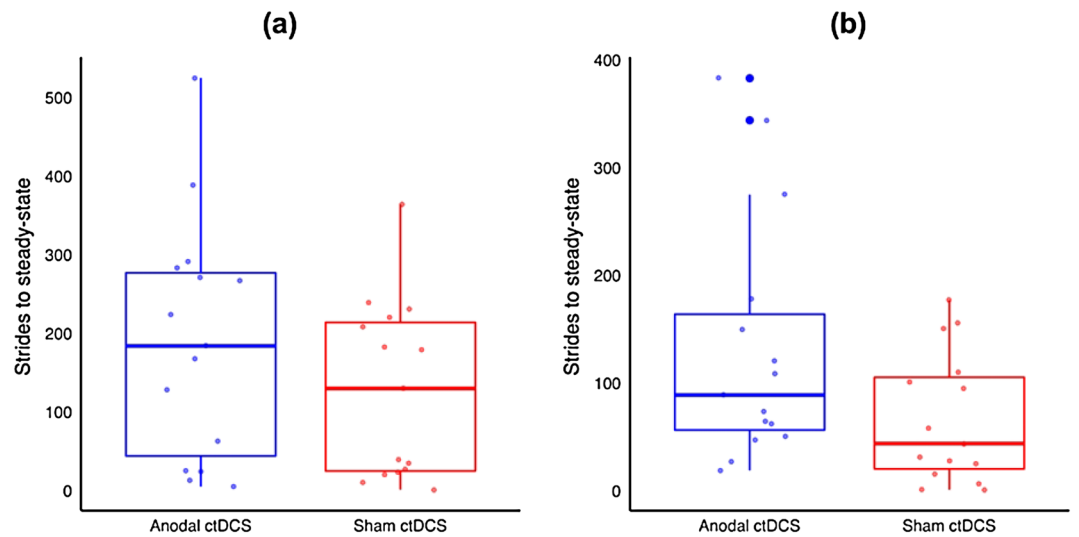 (a)
Strides to steady-state
500
400
300
200
100
0
Anodal ctDCS
Sham ctDCS
(b)
Strides to steady-state
400
300
200
100
0
Anodal ctDCS
Sham ctDCS